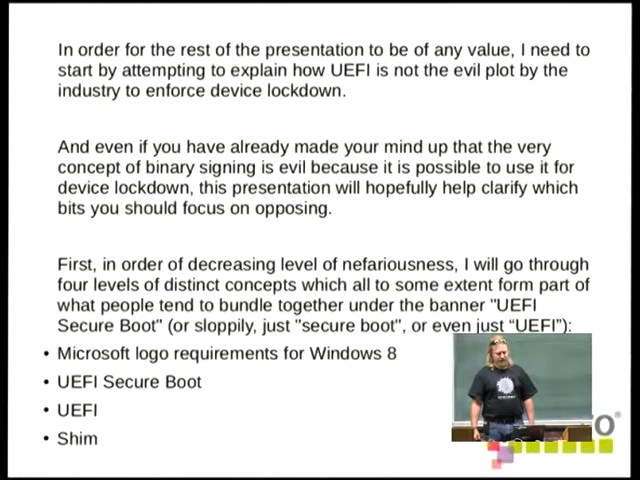 In order for the rest of the presentation to be of any value, I need to
start by attempting to explain how UEFI is not the evil plot by the
industry to enforce device lockdown.
And even if you have already made your mind up that the very
concept of binary signing is evil because it is possible to use it for
device lockdown, this presentation will hopefully help clarify which
bits you should focus on opposing.
First, in order of decreasing level of nefariousness, I will go through
four levels of distinct concepts which all to some extent form part of
what people tend to bundle together under the banner "UEFI
Secure Boot" (or sloppily, just "secure boot", or even just “UEFI”):
• Microsoft logo requirements for Windows 8
• UEFI Secure Boot
• UEFI
• Shim